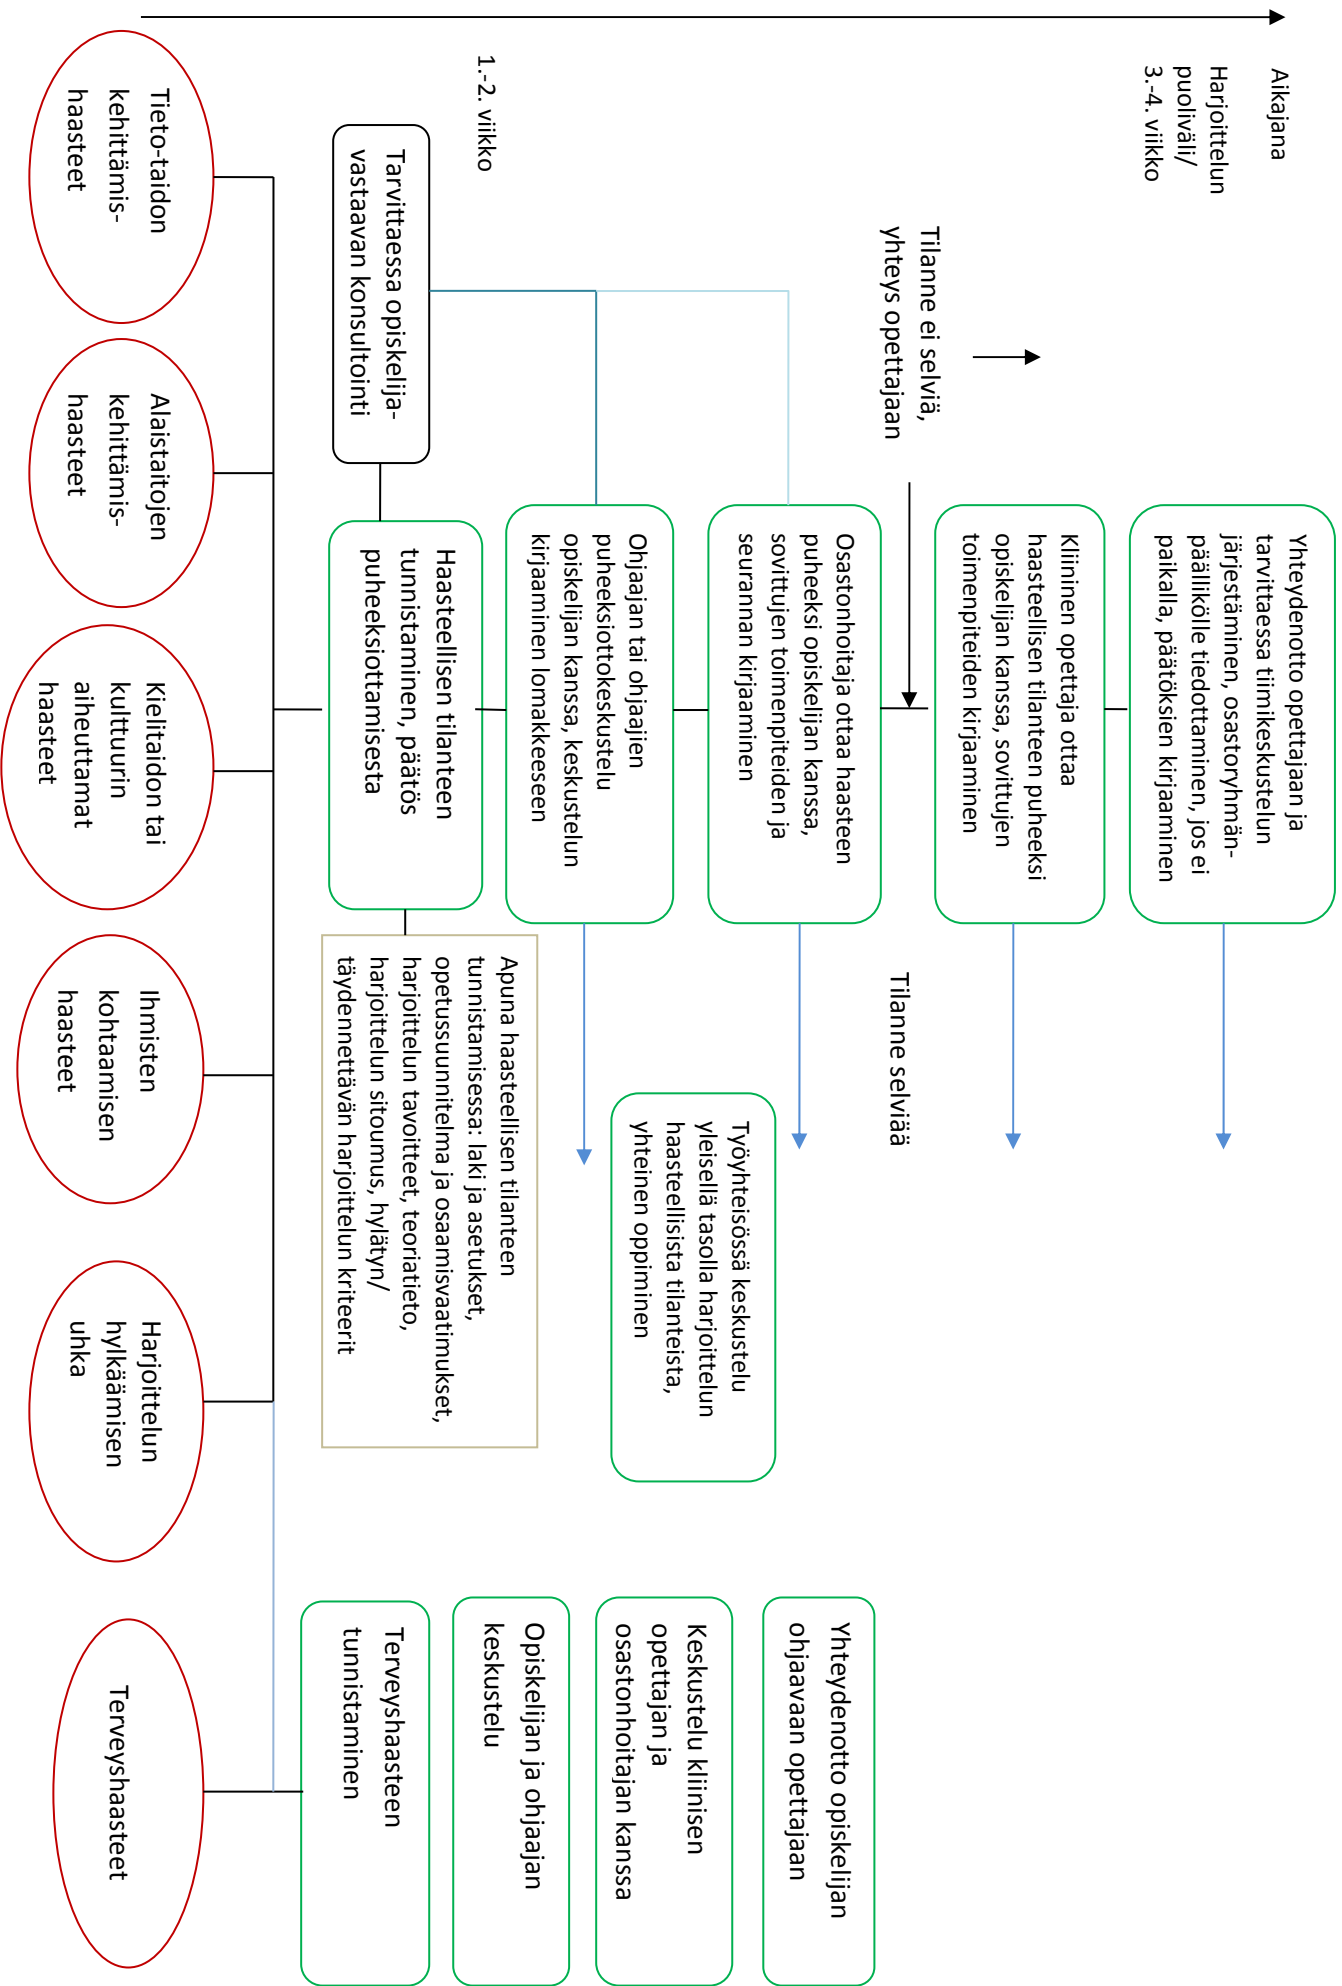 Aikajana
Harjoittelun
puoliväli/
3.-4. viikko
Yhteydenotto opettajaan ja
tarvittaessa tiimikeskustelun
järjestäminen, osastoryhmän-
päällikölle tiedottaminen, jos ei
paikalla, päätöksien kirjaaminen
Kliininen opettaja ottaa
haasteellisen tilanteen puheeksi
opiskelijan kanssa, sovittujen
toimenpiteiden kirjaaminen
Tilanne ei selviä,
yhteys opettajaan
Tilanne selviää
Yhteydenotto opiskelijan
ohjaavaan opettajaan
Osastonhoitaja ottaa haasteen
puheeksi opiskelijan kanssa,
sovittujen toimenpiteiden ja
seurannan kirjaaminen
Työyhteisössä keskustelu
yleisellä tasolla harjoittelun
haasteellisista tilanteista,
yhteinen oppiminen
Keskustelu kliinisen
opettajan ja
osastonhoitajan kanssa
Ohjaajan tai ohjaajien
puheeksiottokeskustelu
opiskelijan kanssa, keskustelun
kirjaaminen lomakkeeseen
Opiskelijan ja ohjaajan
keskustelu
1.-2. viikko
Tarvittaessa opiskelija-
vastaavan konsultointi
Haasteellisen tilanteen
tunnistaminen, päätös
puheeksiottamisesta
Apuna haasteellisen tilanteen
tunnistamisessa: laki ja asetukset,
opetussuunnitelma ja osaamisvaatimukset,
harjoittelun tavoitteet, teoriatieto,
harjoittelun sitoumus, hylätyn/
täydennettävän harjoittelun kriteerit
Terveyshaasteen
tunnistaminen
Tieto-taidon
kehittämis-
haasteet
Alaistaitojen
kehittämis-
haasteet
Kielitaidon tai
kulttuurin
aiheuttamat
haasteet
Ihmisten
kohtaamisen
haasteet
Harjoittelun
hylkäämisen
uhka
Terveyshaasteet